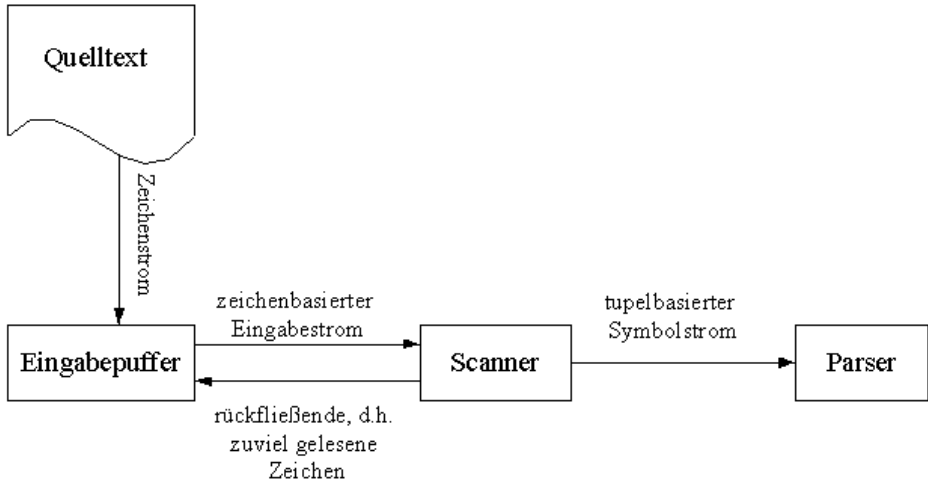 Quelltext
Zeichenstrom
zeichenbasierter
Eingabestrom
tupelbasierter
Symbolstrom
Eingabepuffer
Scanner
Parser
rückfließende, d.h.
zuviel gelesene
Zeichen